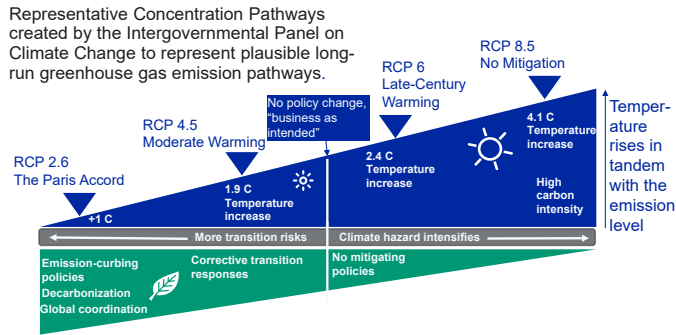 Representative Concentration Pathways
created by the Intergovernmental Panel on
Climate Change to represent plausible long-
run greenhouse gas emission pathways.
RCP 8.5
No Mitigation
RCP 6
Late-Century
Warming
No policy change,
"business as
intended"
RCP 4.5
Moderate Warming
RCP 2.6
The Paris Accord
+1 C
1.9 C
Temperature
increase
2.4 C
Temperature
increase
4.1 C
Temperature
increase
High
carbon
intensity
Temper-
ature
rises in
tandem
with the
emission
level
More transition risks
Climate hazard intensifies
Emission-curbing
policies
Decarbonization
Global coordination
Corrective transition
responses
No mitigating
policies